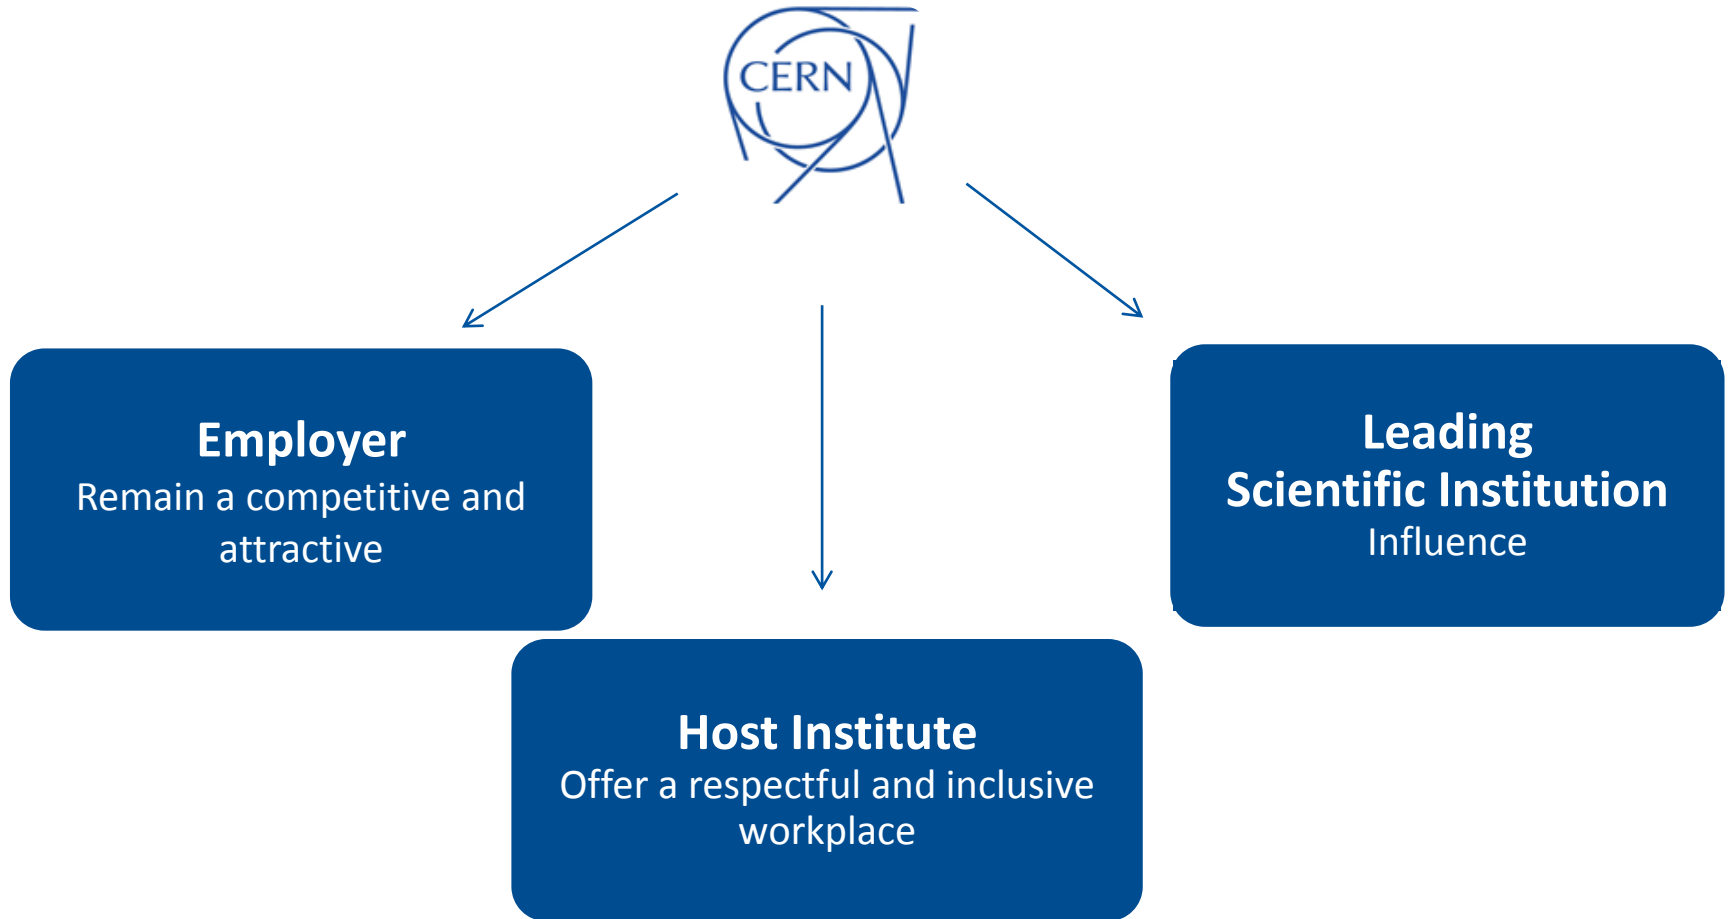 CERN
Employer
Remain a competitive and
attractive
Leading
Scientific Institution
Influence
Host Institute
Offer a respectful and inclusive
workplace